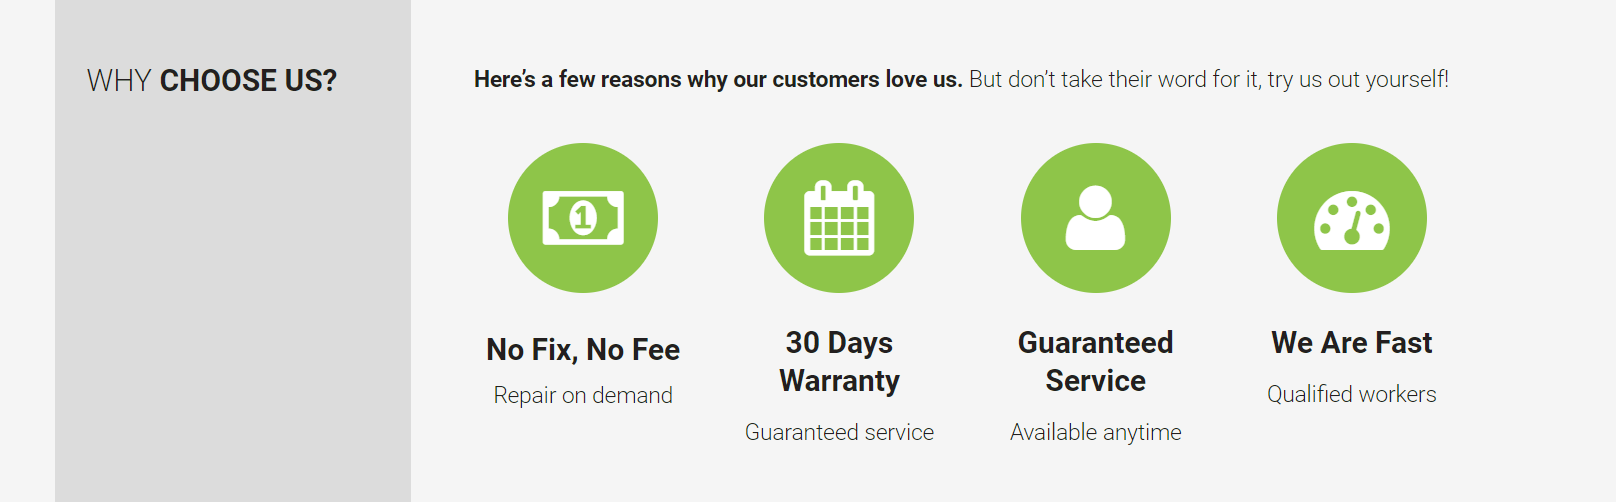 WHY CHOOSE US?
Here’s a few reasons why our customers love us. But don’t take their word for it, try us out yourself!
1
No Fix, No Fee
Repair on demand
30 Days
Warranty
Guaranteed service
Guaranteed
Service
Available anytime
We Are Fast
Qualified workers